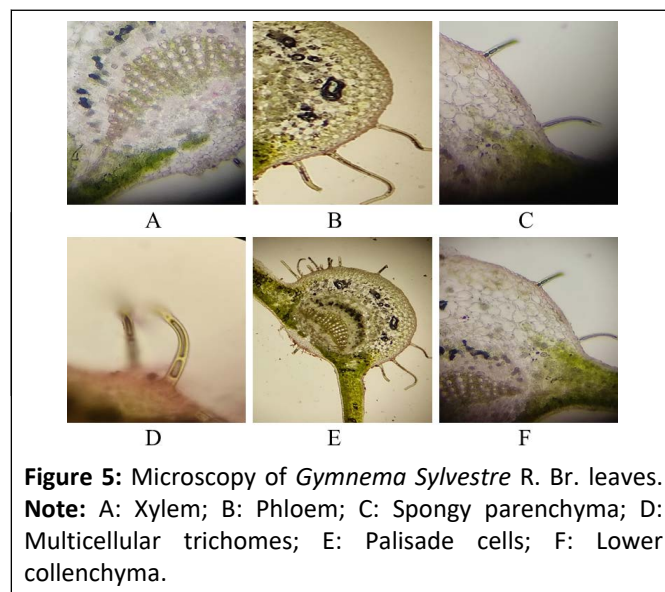 A B C
D E F
Figure 5: Microscopy of Gymnema Sylvestre R. Br. leaves.
Note: A: Xylem; B: Phloem; C: Spongy parenchyma; D:
Multicellular trichomes; E: Palisade cells; F: Lower
collenchyma.